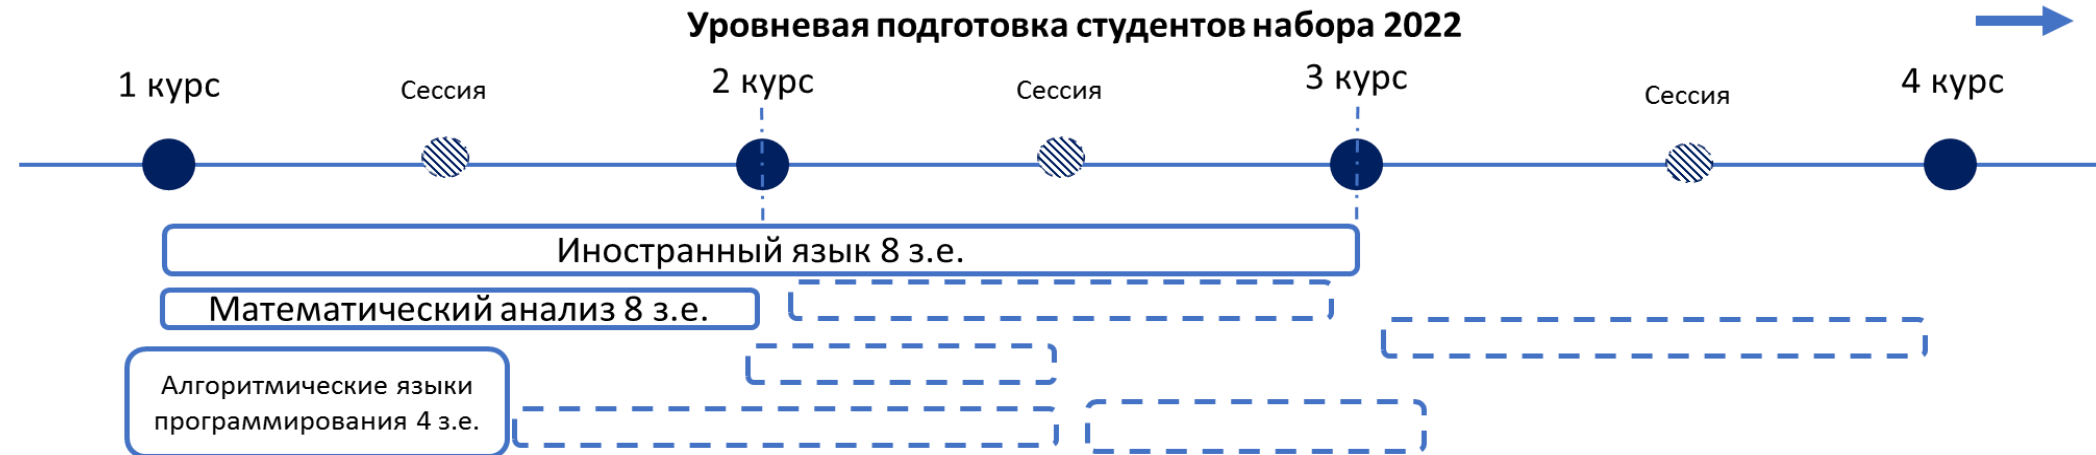 Уровневая подготовка студентов набора 2022
1 курс
Сессия
2 курс
Сессия
3 курс
Сессия
4 курс
Иностранный язык 8 з.е.
Математический анализ 8 з.е.
Алгоритмические языки
программирования 4 з.е.